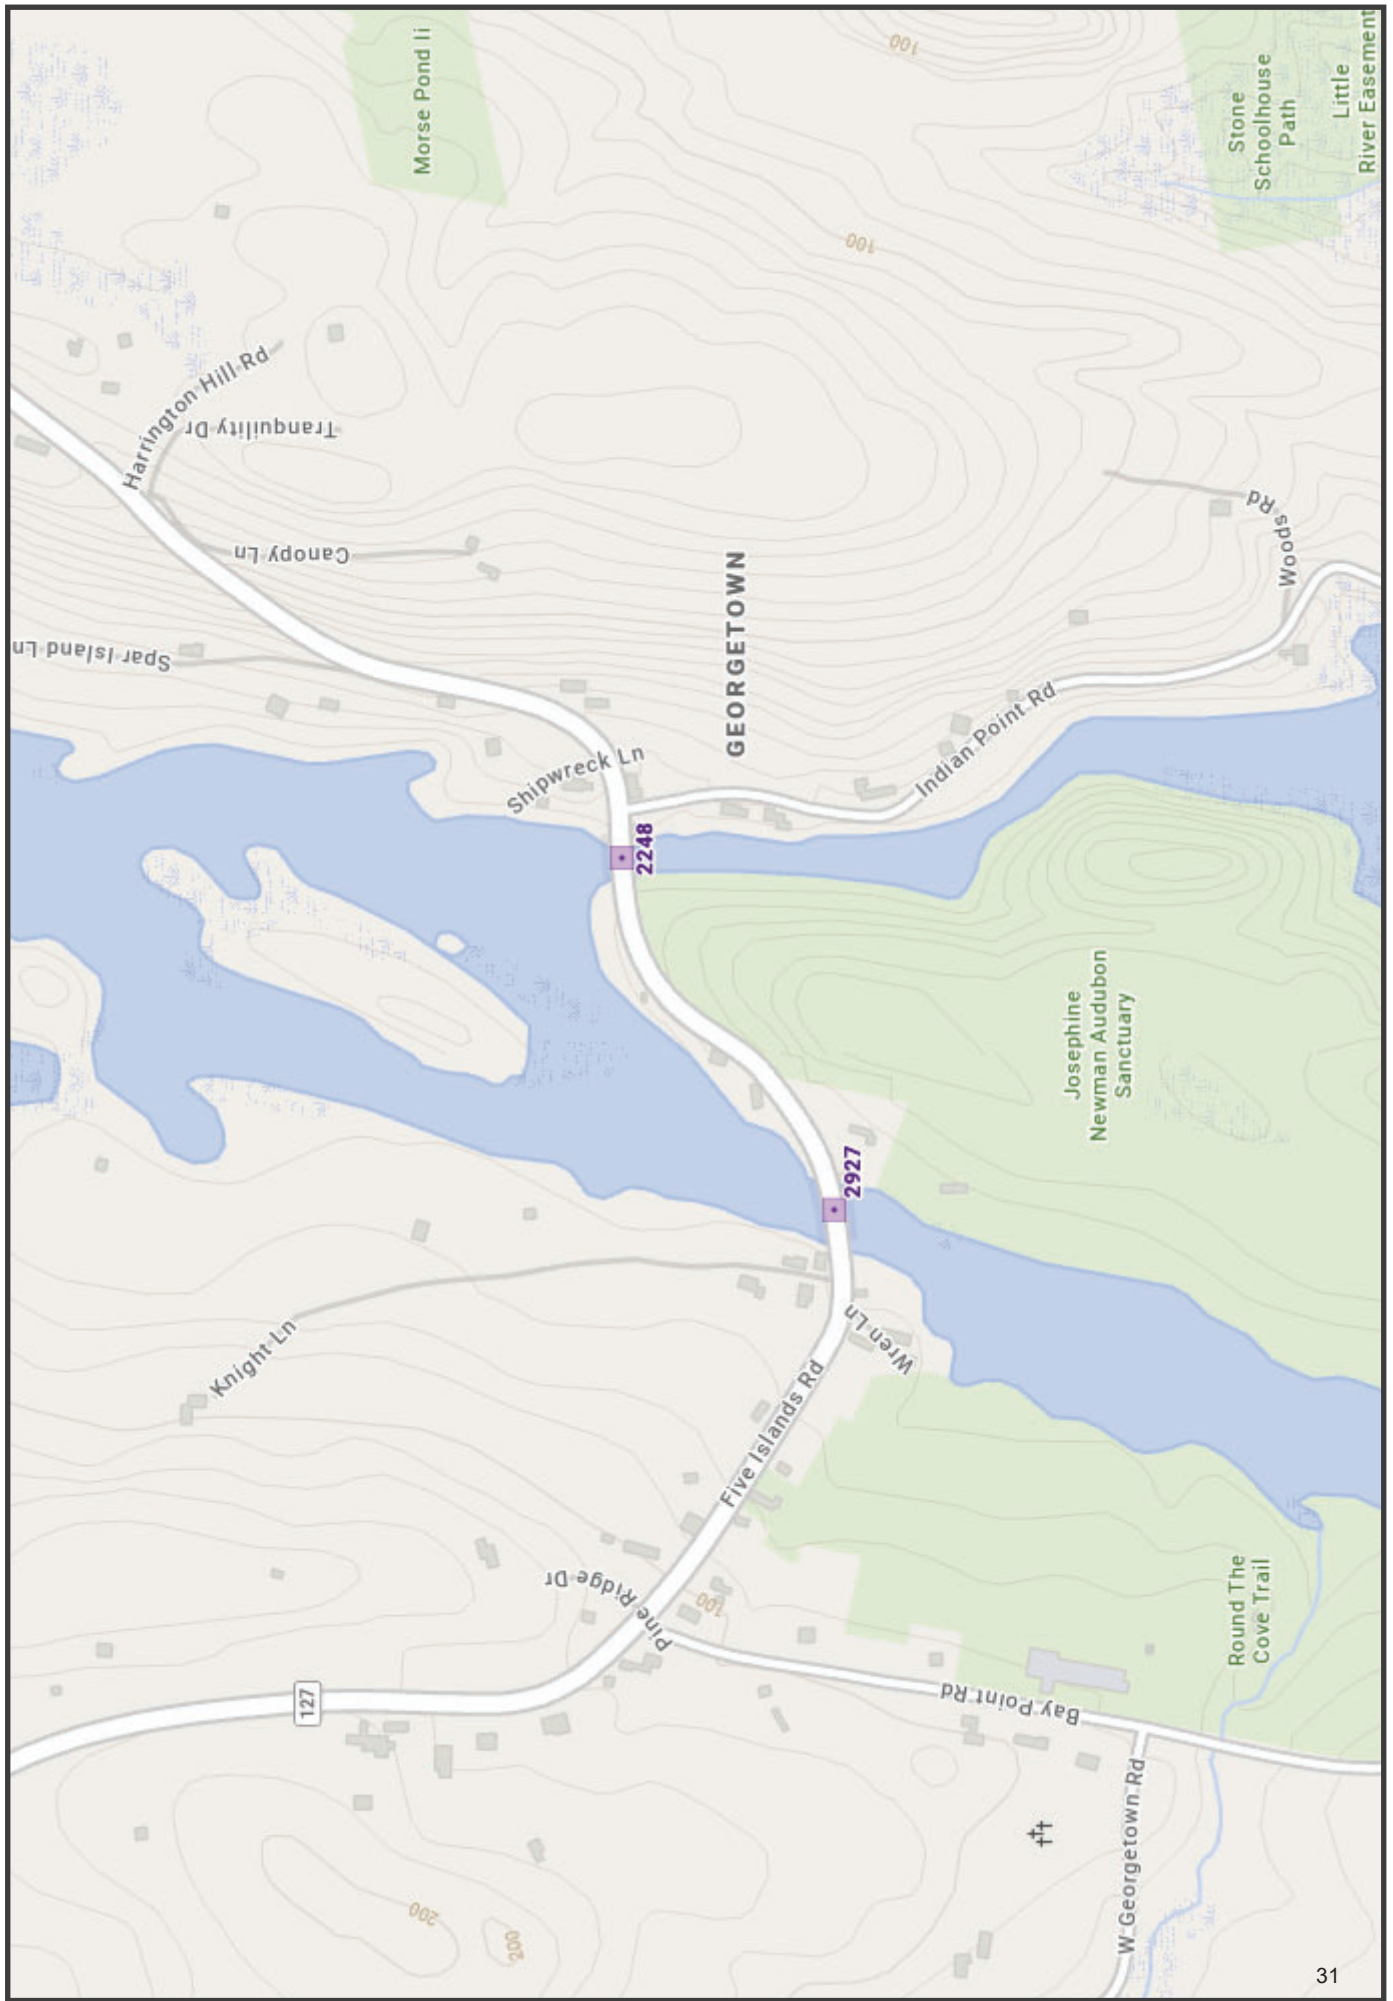 Morse Pond Ii
100
Stone
Schoolhouse
Path
Little
River Easement
100
Harrington Hill Rd
Tranquility Dr
Canopy Ln
Spar Island Ln
Woods Rd
GEORGETOWN
Indian Point Rd
Shipwreck Ln
2248
Josephine
Newman Audubon
Sanctuary
2927
Knight Ln
Wren Ln
Five Islands Rd
Pine Ridge Dr
100
Round The
Cove Trail
127
Bay Point Rd
W Georgetown Rd
200
200
31